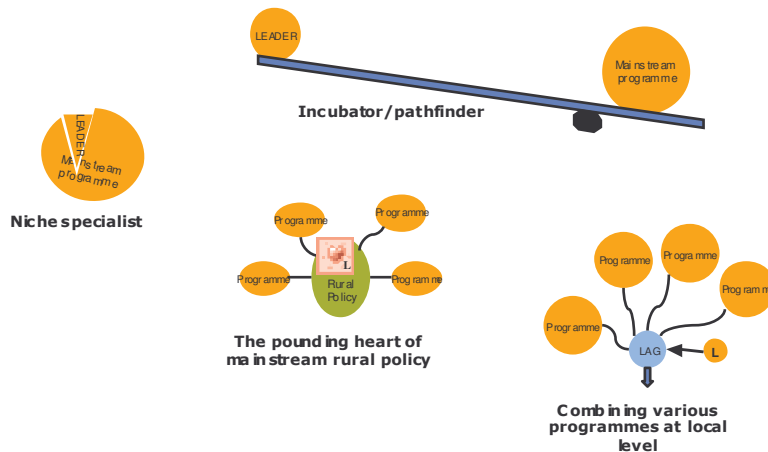 LEADER
Mainstream
programme
Incubator/pathfinder
LEADER
Mainstream
programme
Niche specialist
Programme
Programme
Programme
Programme
L
Rural
Policy
The pounding heart of
mainstream rural policy
Programme
Programme
Programme
Programme
LAG
L
Combining various
programmes at local
level